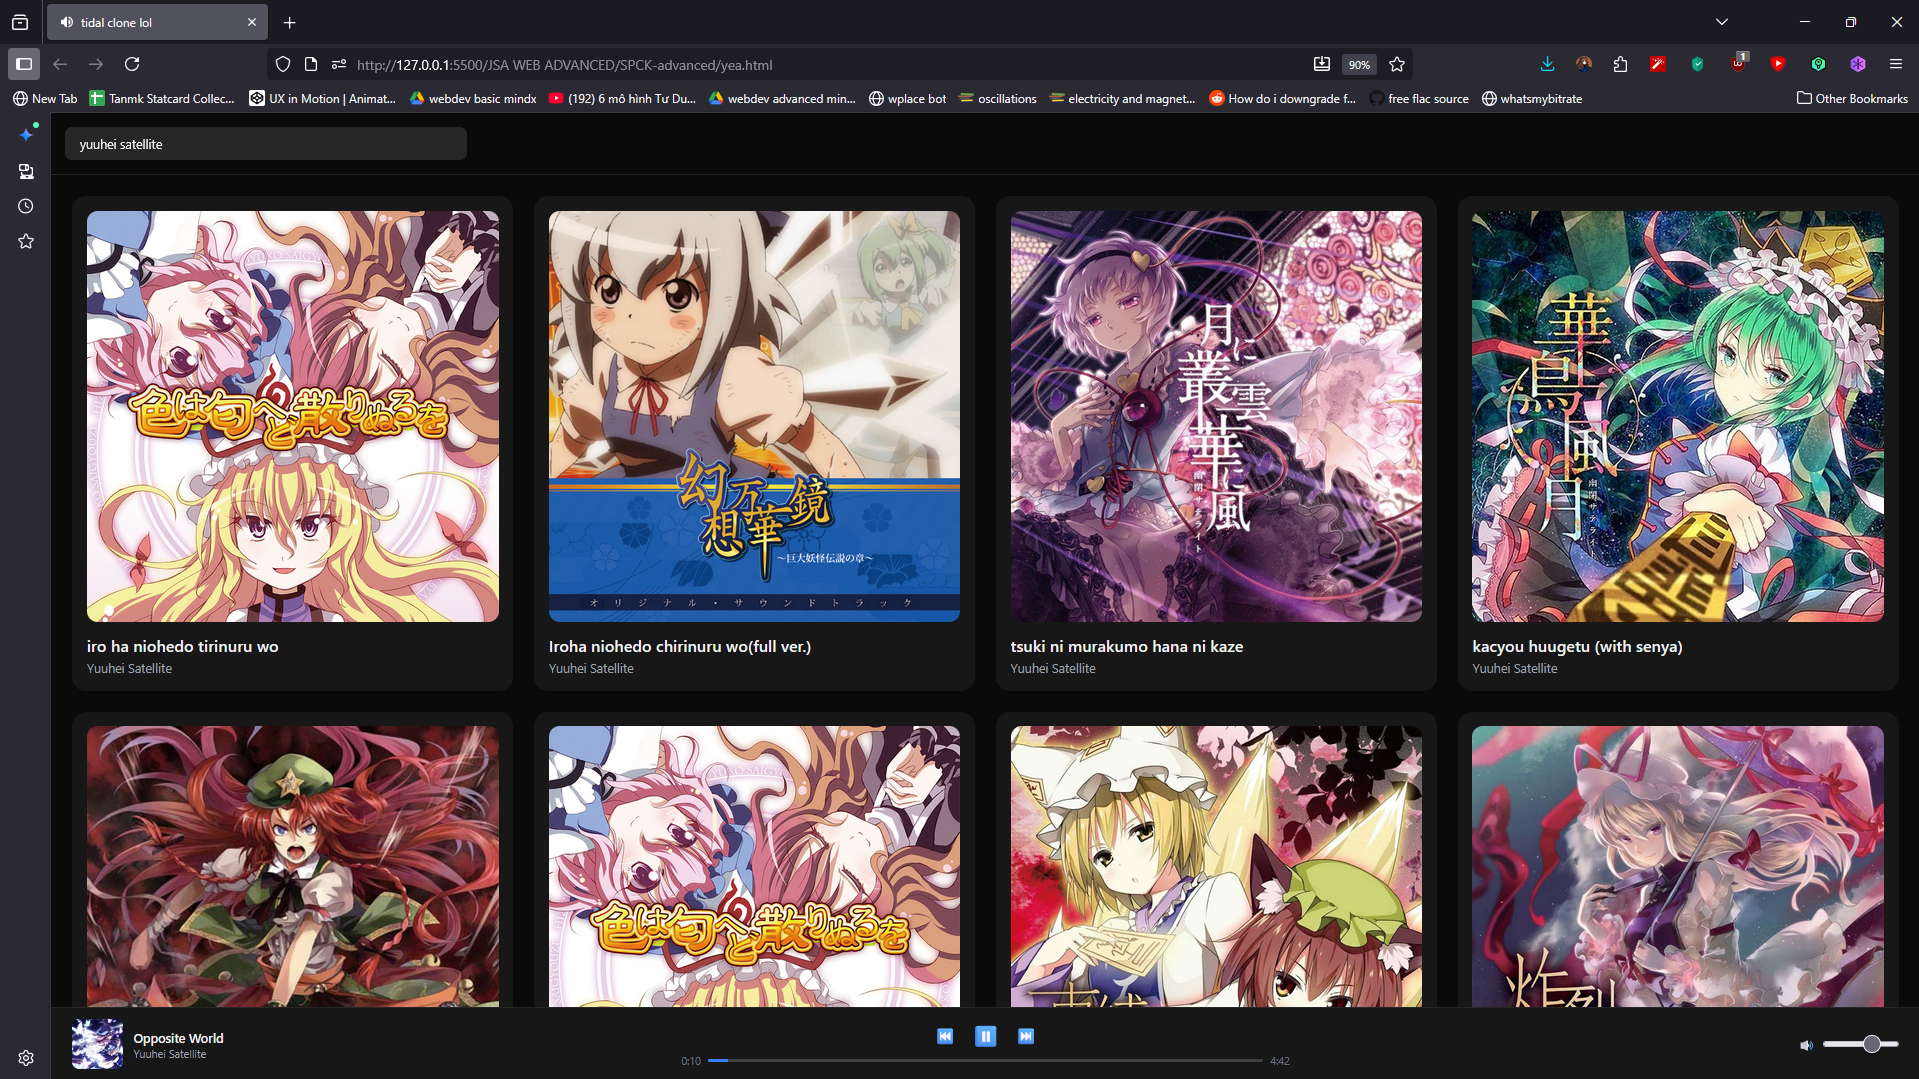 tidal clone lol
http://127.0.0.1:5500/JSA WEB ADVANCED/SPCK-advanced/yea.html
90%
1
New Tab
Tanmk Statcard Collec...
UX in Motion | Animat...
webdev basic mindx
(192) 6 mô hình Tư Du...
webdev advanced min...
wplace bot
oscillations
electricity and magnet...
How do i downgrade f...
free flac source
whatsmybitrate
Other Bookmarks
yuuhei satellite
色は匂へど散りぬるを
幻想万華鏡
～巨大妖怪伝説の章～
オリジナル・サウンドトラック
月に叢雲華に風
幽閉サテライト
華鳥風月
幽閉サテライト
iro ha niohedo tirinuru wo
Yuuhei Satellite
Iroha niohedo chirinuru wo(full ver.)
Yuuhei Satellite
tsuki ni murakumo hana ni kaze
Yuuhei Satellite
kacyou huugetu (with senya)
Yuuhei Satellite
色は匂へど散りぬるを
Opposite World
Yuuhei Satellite
0:10
4:42